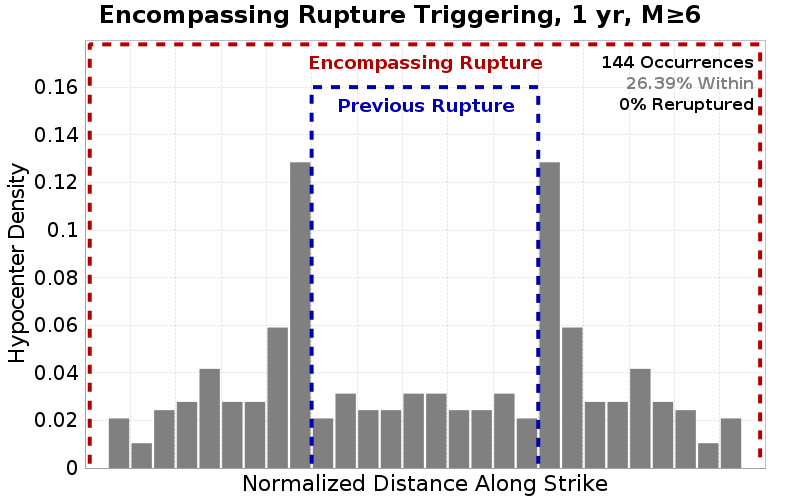 Encompassing Rupture Triggering, 1 yr, M≥6
Encompassing Rupture
144 Occurrences
26.39% Within
0% Reruptured
Previous Rupture
Hypocenter Density
0.16
0.14
0.12
0.1
0.08
0.06
0.04
0.02
0
Normalized Distance Along Strike